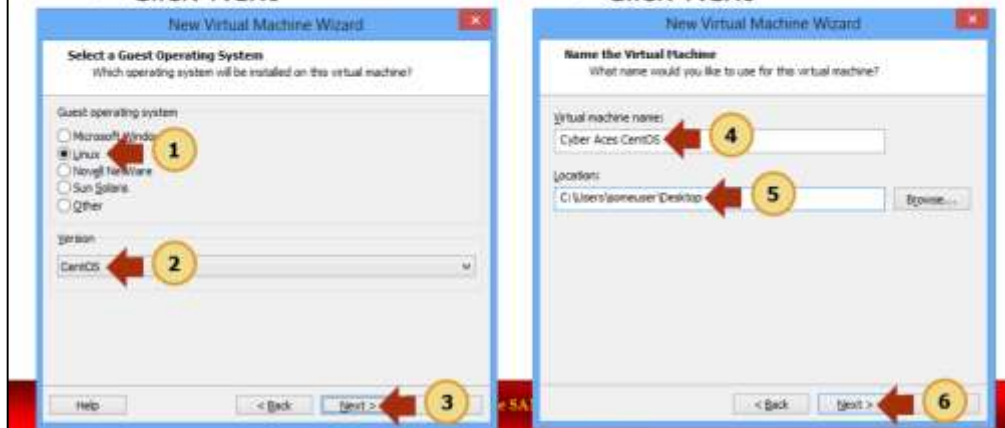 New Virtual Machine Wizard
Select a Guest Operating System
Which operating system will be installed on this virtual machine?
Guest operating system
Microsoft Windo
1
Linux
Novell NetWare
Sun Solaris
Other
Version
CentOS
2
Help
< Back
Next >
3
New Virtual Machine Wizard
Name the Virtual Machine
What name would you like to use for this virtual machine?
Virtual machine name:
Cyber Aces CentOS
4
Location:
C:\Users\someuser\Desktop
5
Browse...
< Back
Next >
6